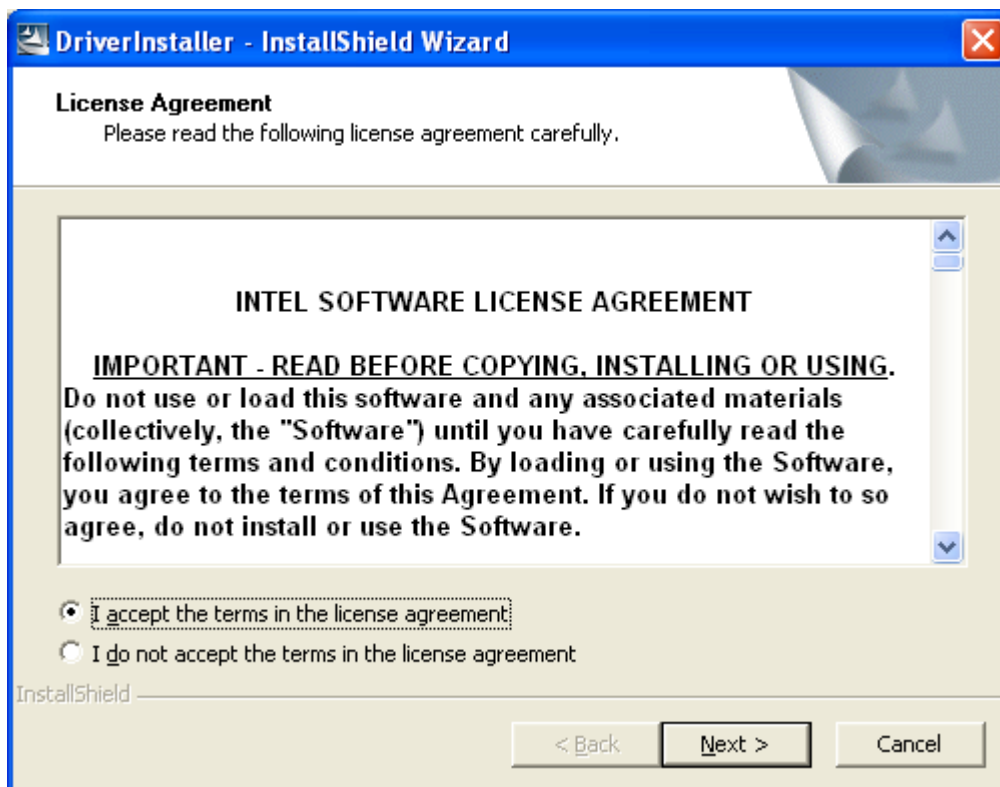 DriverInstaller - InstallShield Wizard
License Agreement
Please read the following license agreement carefully.
INTEL SOFTWARE LICENSE AGREEMENT
IMPORTANT - READ BEFORE COPYING, INSTALLING OR USING.
Do not use or load this software and any associated materials
(collectively, the "Software") until you have carefully read the
following terms and conditions. By loading or using the Software,
you agree to the terms of this Agreement. If you do not wish to so
agree, do not install or use the Software.
I accept the terms in the license agreement
I do not accept the terms in the license agreement
InstallShield
< Back
Next >
Cancel